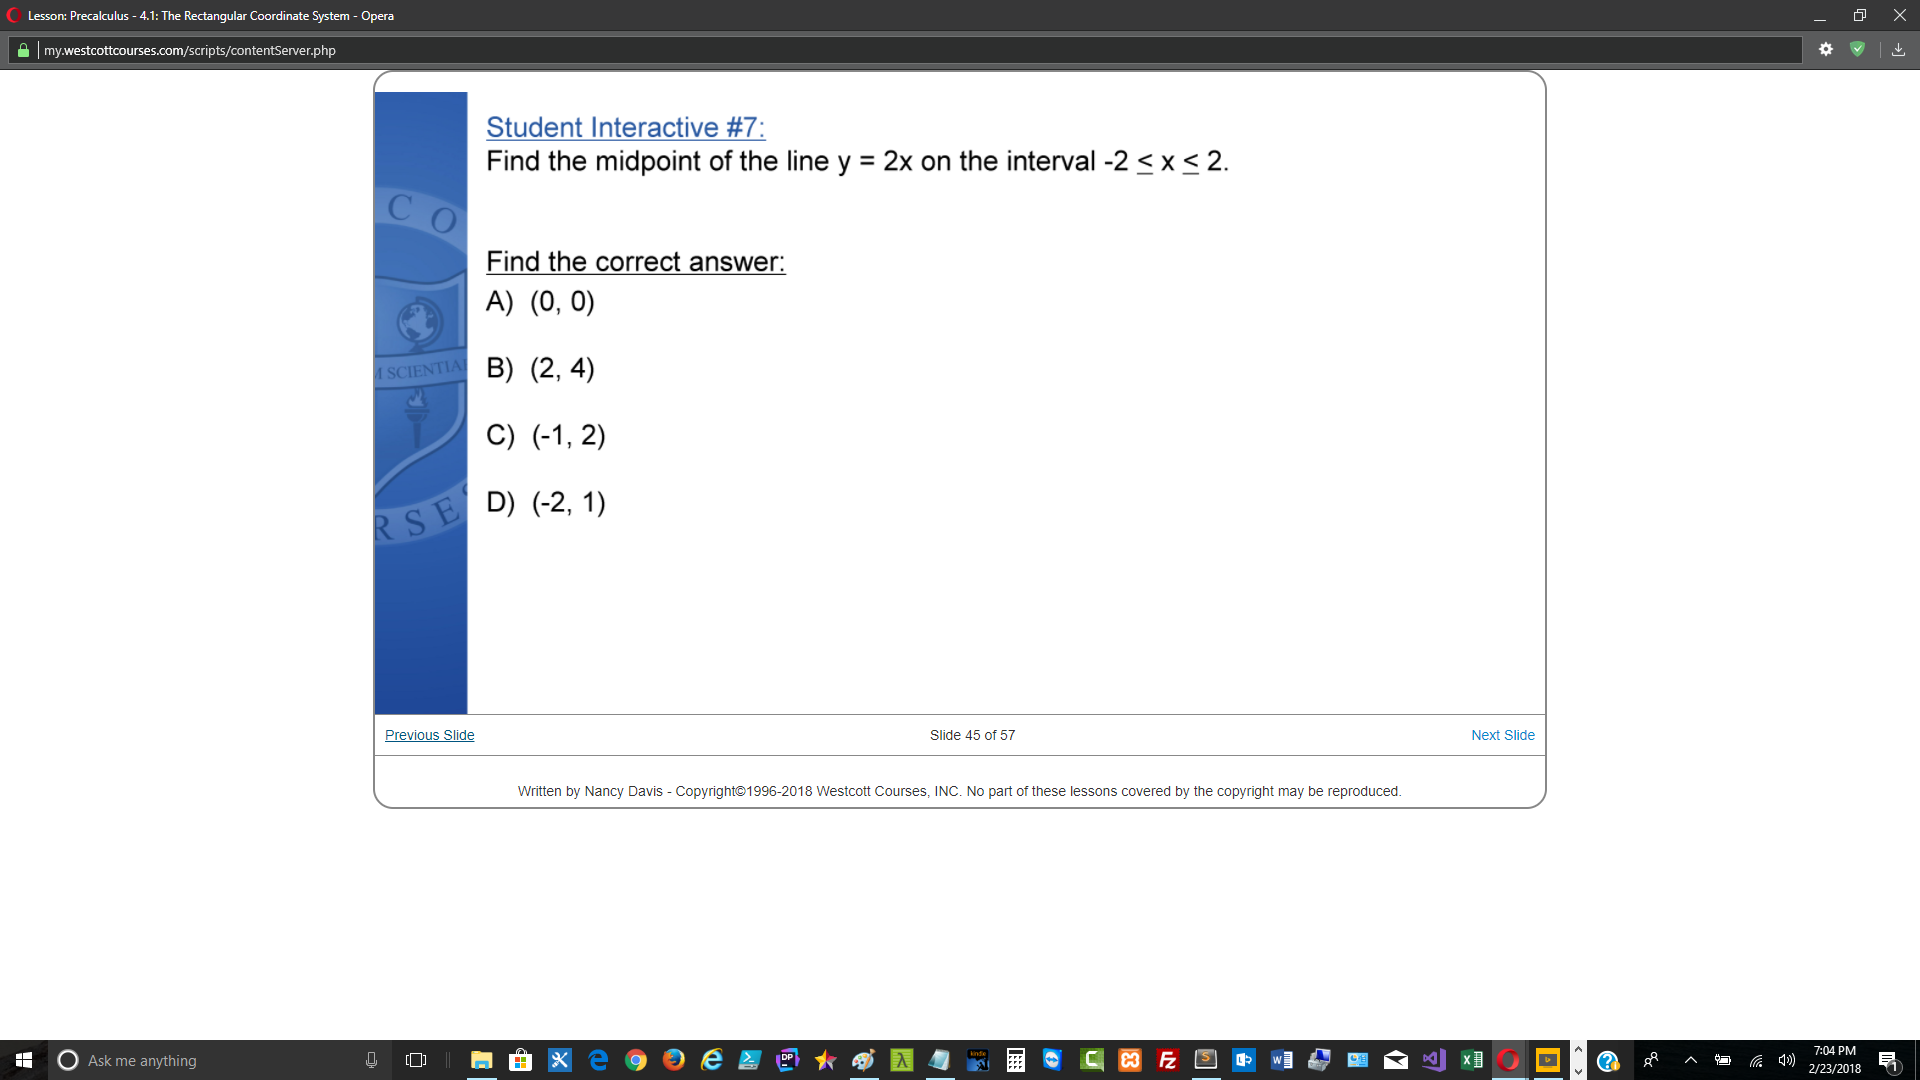 Lesson: Precalculus - 4.1: The Rectangular Coordinate System - Opera
my.westcottcourses.com/scripts/contentServer.php
Student Interactive #7:
Find the midpoint of the line y = 2x on the interval -2 ≤ x ≤ 2.
C O
Find the correct answer:
A) (0, 0)
M SCIENTIA
B) (2, 4)
C) (-1, 2)
D) (-2, 1)
R S E S
Previous Slide
Slide 45 of 57
Next Slide
Written by Nancy Davis - Copyright©1996-2018 Westcott Courses, INC. No part of these lessons covered by the copyright may be reproduced.
Ask me anything
7:04 PM
2/23/2018